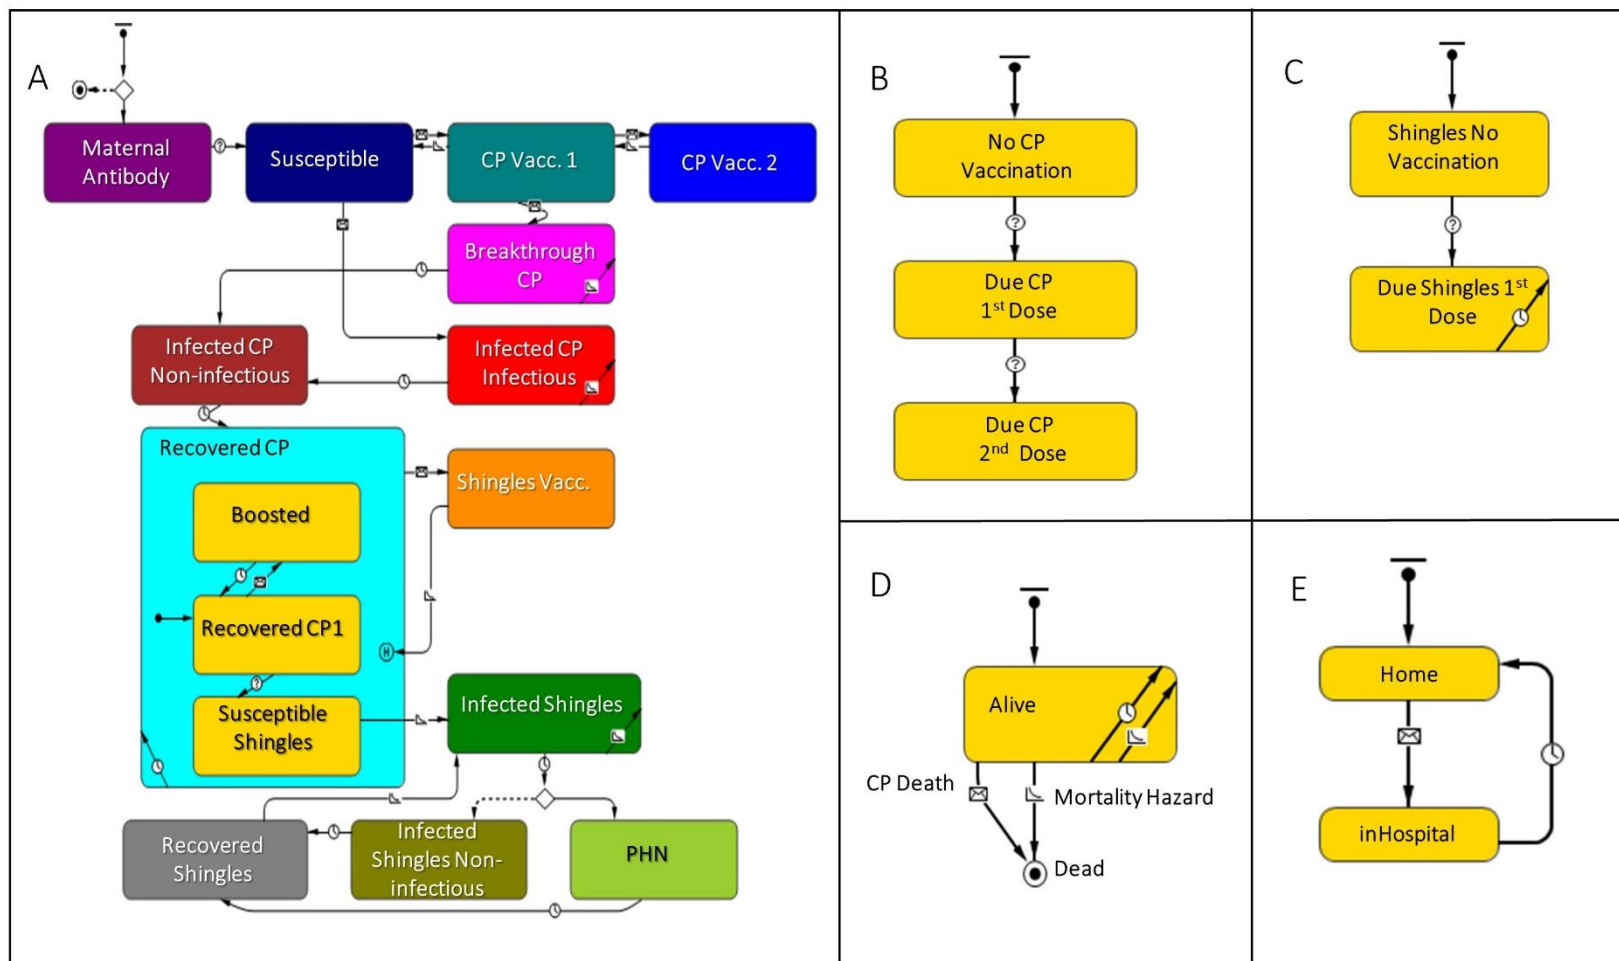 A
Maternal
Antibody
Susceptible
CP Vacc. 1
CP Vacc. 2
Breakthrough
CP
Infected CP
Non-infectious
Infected CP
Infectious
Recovered CP
Boosted
Recovered CP1
Susceptible
Shingles
Shingles Vacc.
H
Infected Shingles
Recovered
Shingles
Infected
Shingles Non-
infectious
PHN
B
No CP
Vaccination
?
Due CP
1st Dose
?
Due CP
2nd Dose
C
Shingles No
Vaccination
?
Due Shingles 1st
Dose
D
Alive
CP Death
Mortality Hazard
Dead
E
Home
inHospital